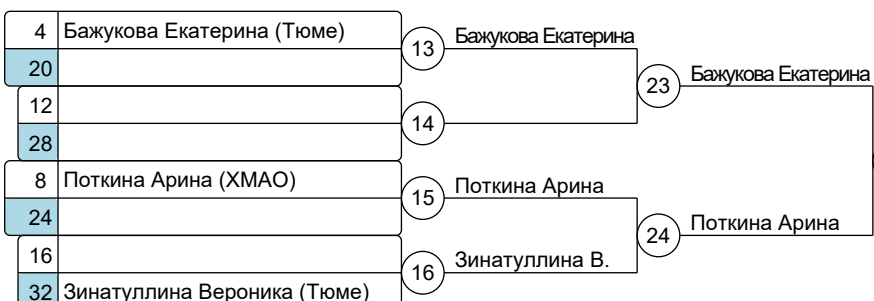 4 Бажукова Екатерина (Тюме)
13 Бажукова Екатерина
20
23 Бажукова Екатерина
12
14
28
8 Поткина Арина (ХМАО)
15 Поткина Арина
24
24 Поткина Арина
16
16 Зинатуллина В.
32 Зинатуллина Вероника (Тюме)